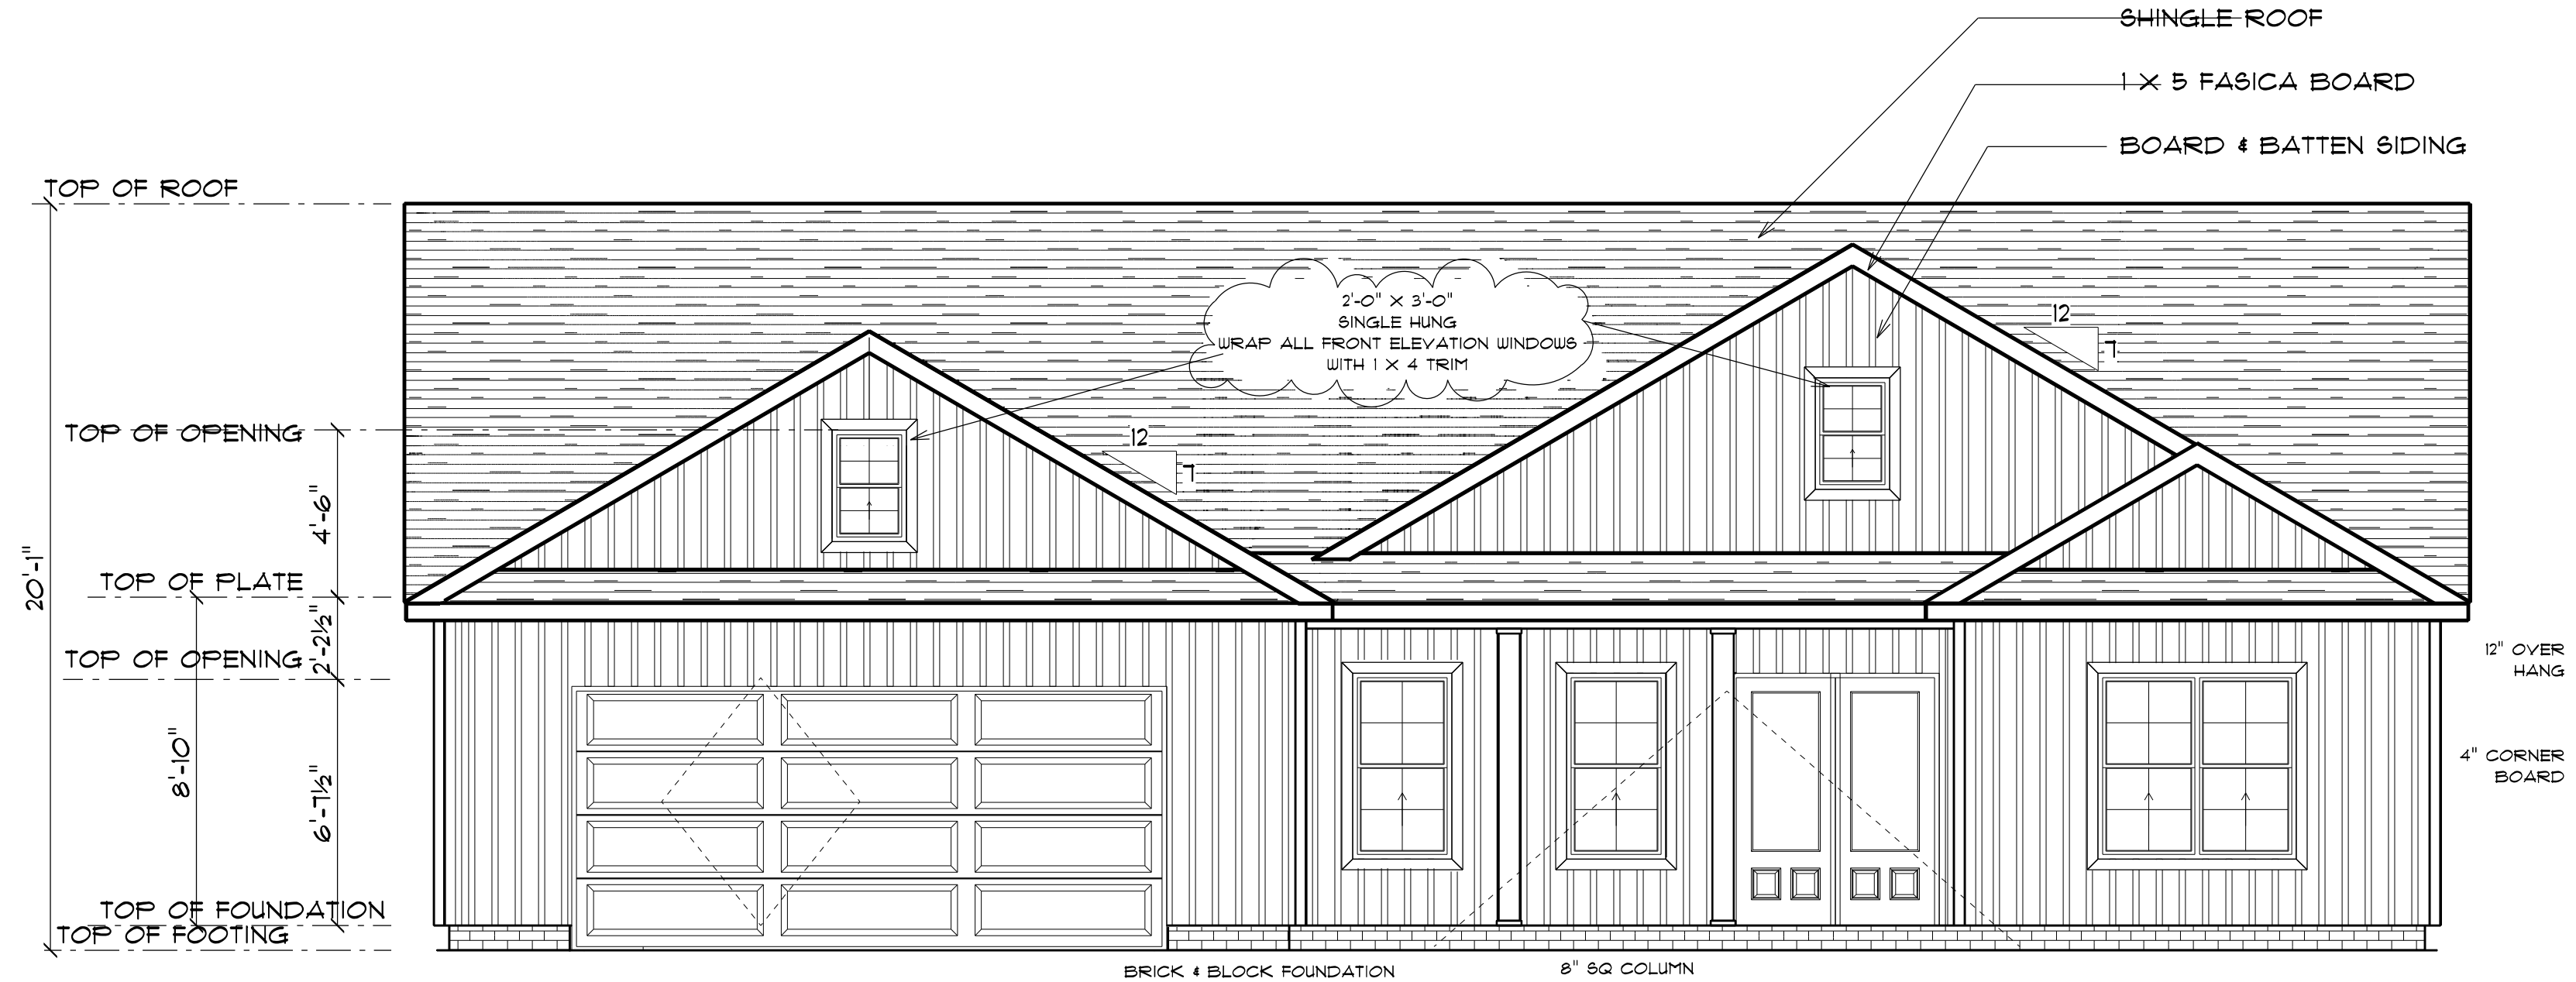 SHINGLE ROOF
1 X 5 FASICA BOARD
BOARD & BATTEN SIDING
TOP OF ROOF
2'-0" X 3'-0"
SINGLE HUNG
WRAP ALL FRONT ELEVATION WINDOWS
WITH 1 X 4 TRIM
12
7
12
7
TOP OF OPENING
4'-6"
20'-1"
TOP OF PLATE
2'-2½"
TOP OF OPENING
8'-10"
6'-7½"
TOP OF FOUNDATION
TOP OF FOOTING
12" OVER
HANG
4" CORNER
BOARD
BRICK & BLOCK FOUNDATION
8" SQ COLUMN